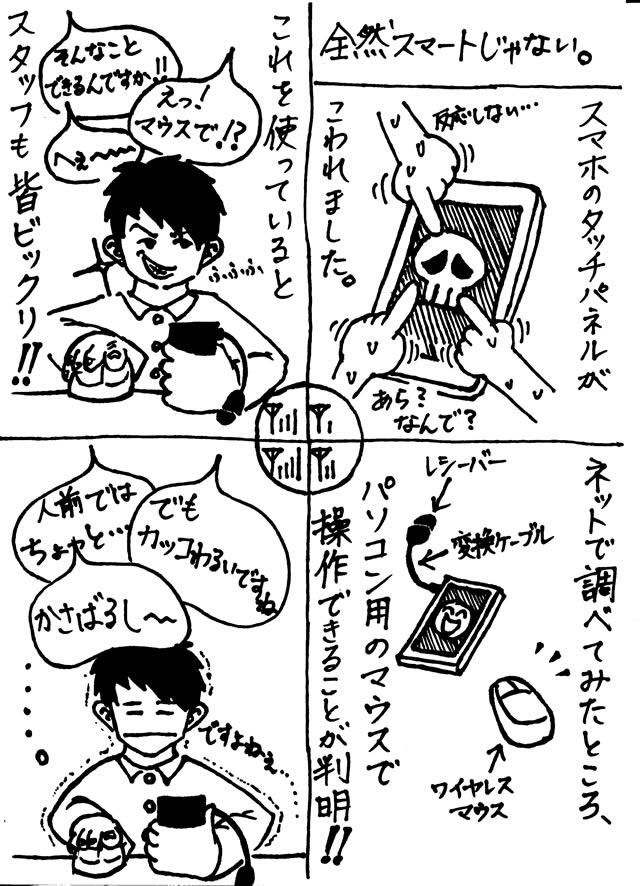 全然スマートじゃない。
スマホのタッチパネルが
こわれました。
反応しない…
あら？
なんで？
ネットで調べてみたところ、
パソコン用のマウスで
操作できることが判明！！
レシーバー
変換ケーブル
ワイヤレス
マウス
これを使っていると
スタッフも皆ビックリ！！
えっ！
マウスで！？
そんなこと
できるんですか！！
へぇ〜〜〜
ふふふふ
でも
カッコわるいですね
人前では
ちょっと…
かさばるし〜
ですよねぇ…